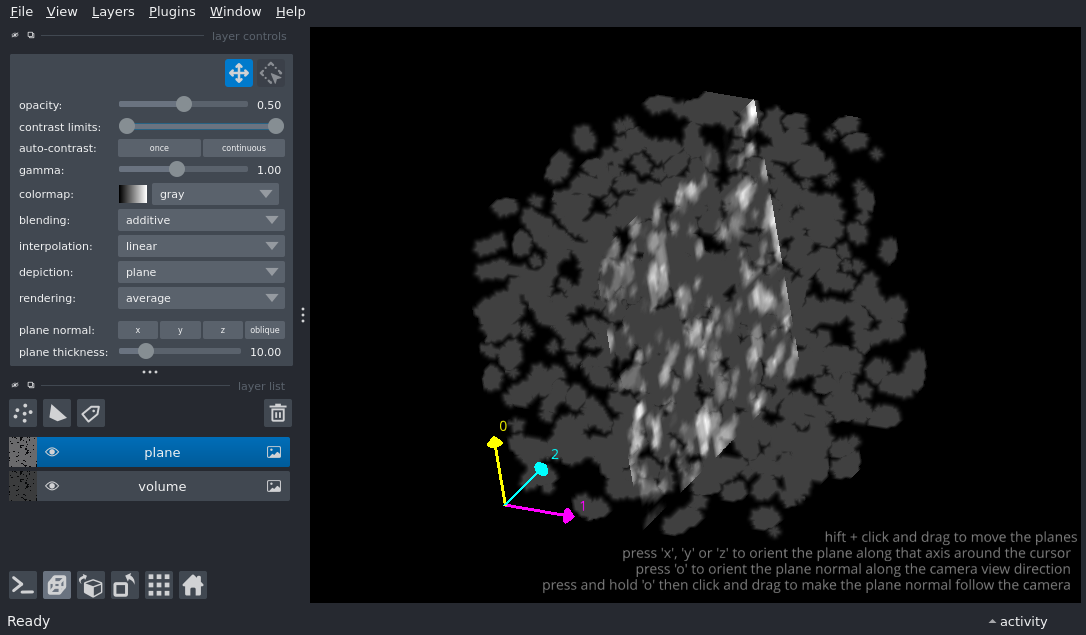 File View Layers Plugins Window Help
layer controls
opacity: 0.50
contrast limits:
auto-contrast: once continuous
gamma: 1.00
colormap: gray
blending: additive
interpolation: linear
depiction: plane
rendering: average
plane normal: x y z oblique
plane thickness: 10.00
layer list
plane
volume
0
2
1
hift + click and drag to move the planes
press 'x', 'y' or 'z' to orient the plane along that axis around the cursor
press 'o' to orient the plane normal along the camera view direction
press and hold 'o' then click and drag to make the plane normal follow the camera
Ready activity